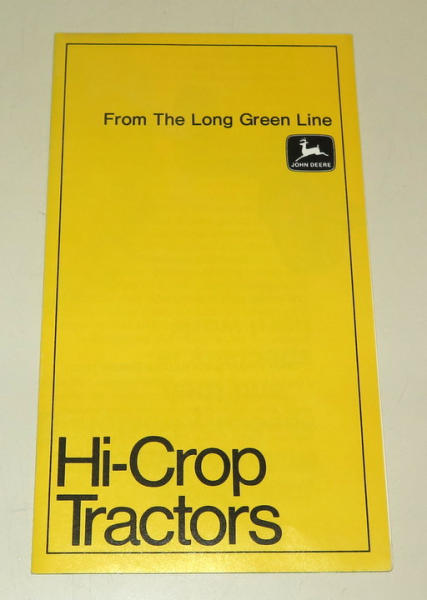 From The Long Green Line
JOHN DEERE
Hi-Crop
Tractors